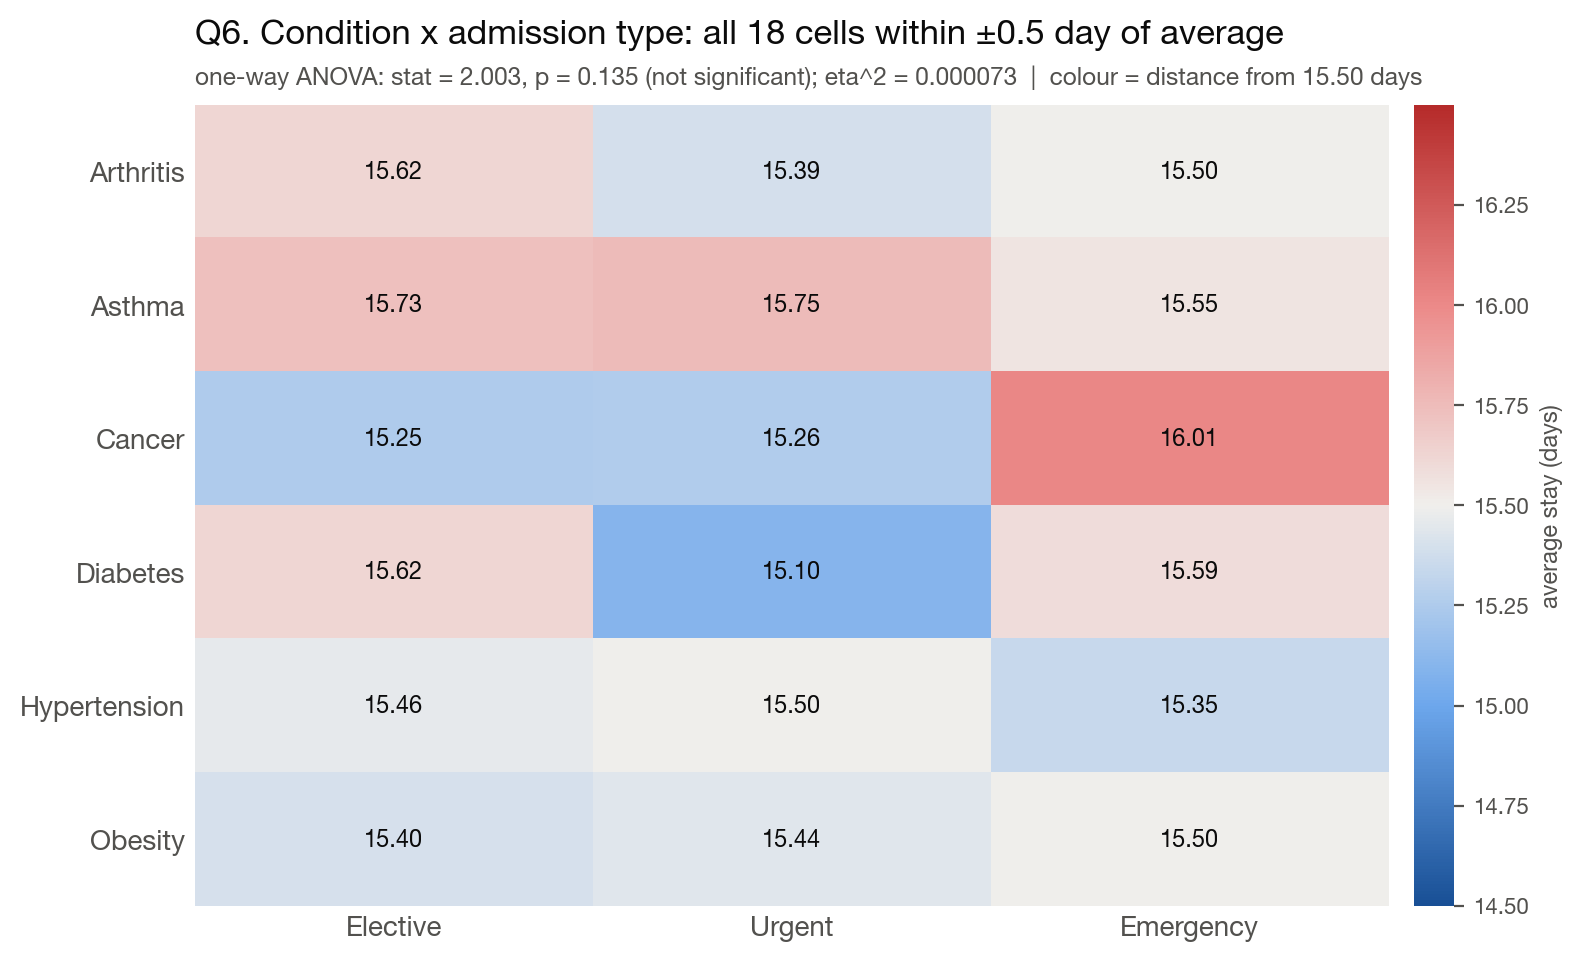 Q6. Condition x admission type: all 18 cells within ±0.5 day of average
one-way ANOVA: stat = 2.003, p = 0.135 (not significant); eta^2 = 0.000073 | colour = distance from 15.50 days
Arthritis 15.62 15.39 15.50
Asthma 15.73 15.75 15.55
Cancer 15.25 15.26 16.01
Diabetes 15.62 15.10 15.59
Hypertension 15.46 15.50 15.35
Obesity 15.40 15.44 15.50
Elective Urgent Emergency
16.25
16.00
15.75
15.50
15.25
15.00
14.75
14.50
average stay (days)